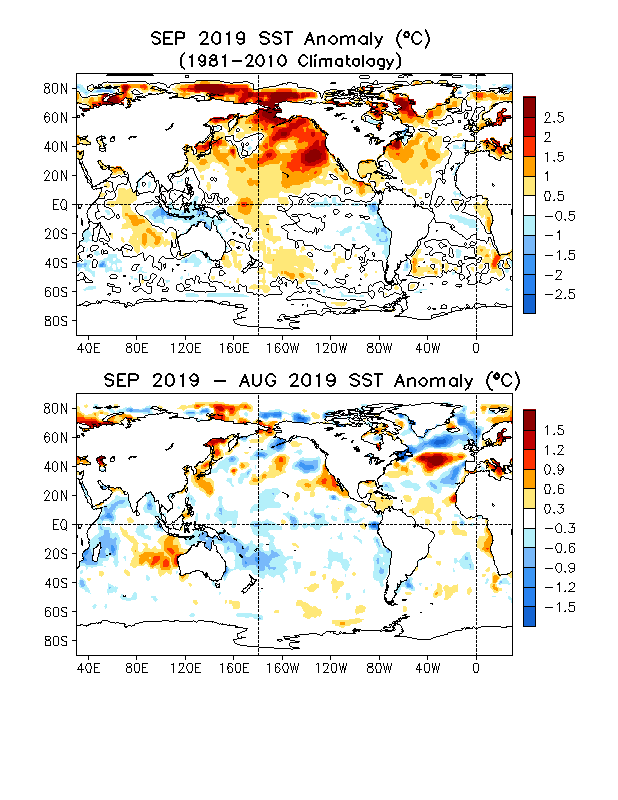 SEP 2019 SST Anomaly (°C)
(1981–2010 Climatology)
80N
60N
40N
20N
EQ
20S
40S
60S
80S
40E 80E 120E 160E 160W 120W 80W 40W 0
2.5
2
1.5
1
0.5
−0.5
−1
−1.5
−2
−2.5
SEP 2019 – AUG 2019 SST Anomaly (°C)
80N
60N
40N
20N
EQ
20S
40S
60S
80S
40E 80E 120E 160E 160W 120W 80W 40W 0
1.5
1.2
0.9
0.6
0.3
−0.3
−0.6
−0.9
−1.2
−1.5